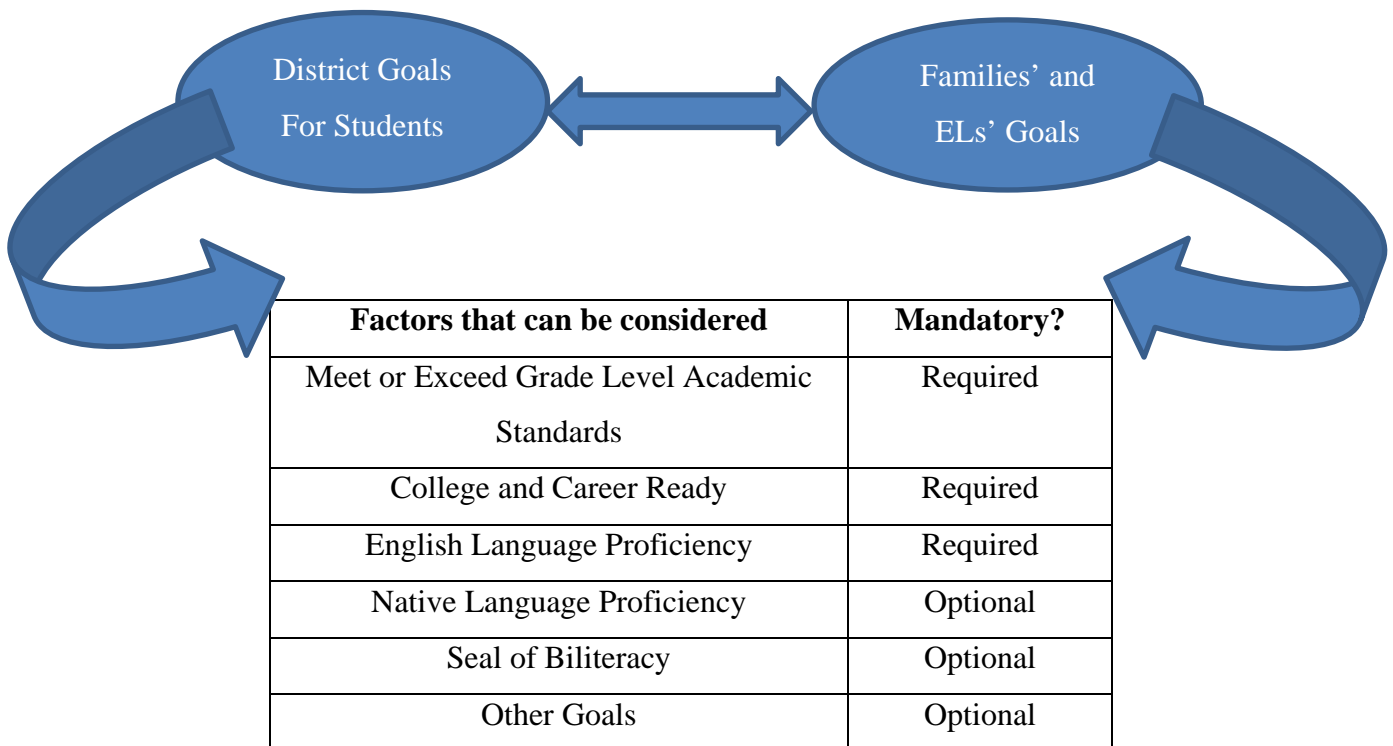 District Goals
For Students
Families’ and
ELs’ Goals
Factors that can be considered Mandatory?
Meet or Exceed Grade Level Academic Required
Standards
College and Career Ready Required
English Language Proficiency Required
Native Language Proficiency Optional
Seal of Biliteracy Optional
Other Goals Optional